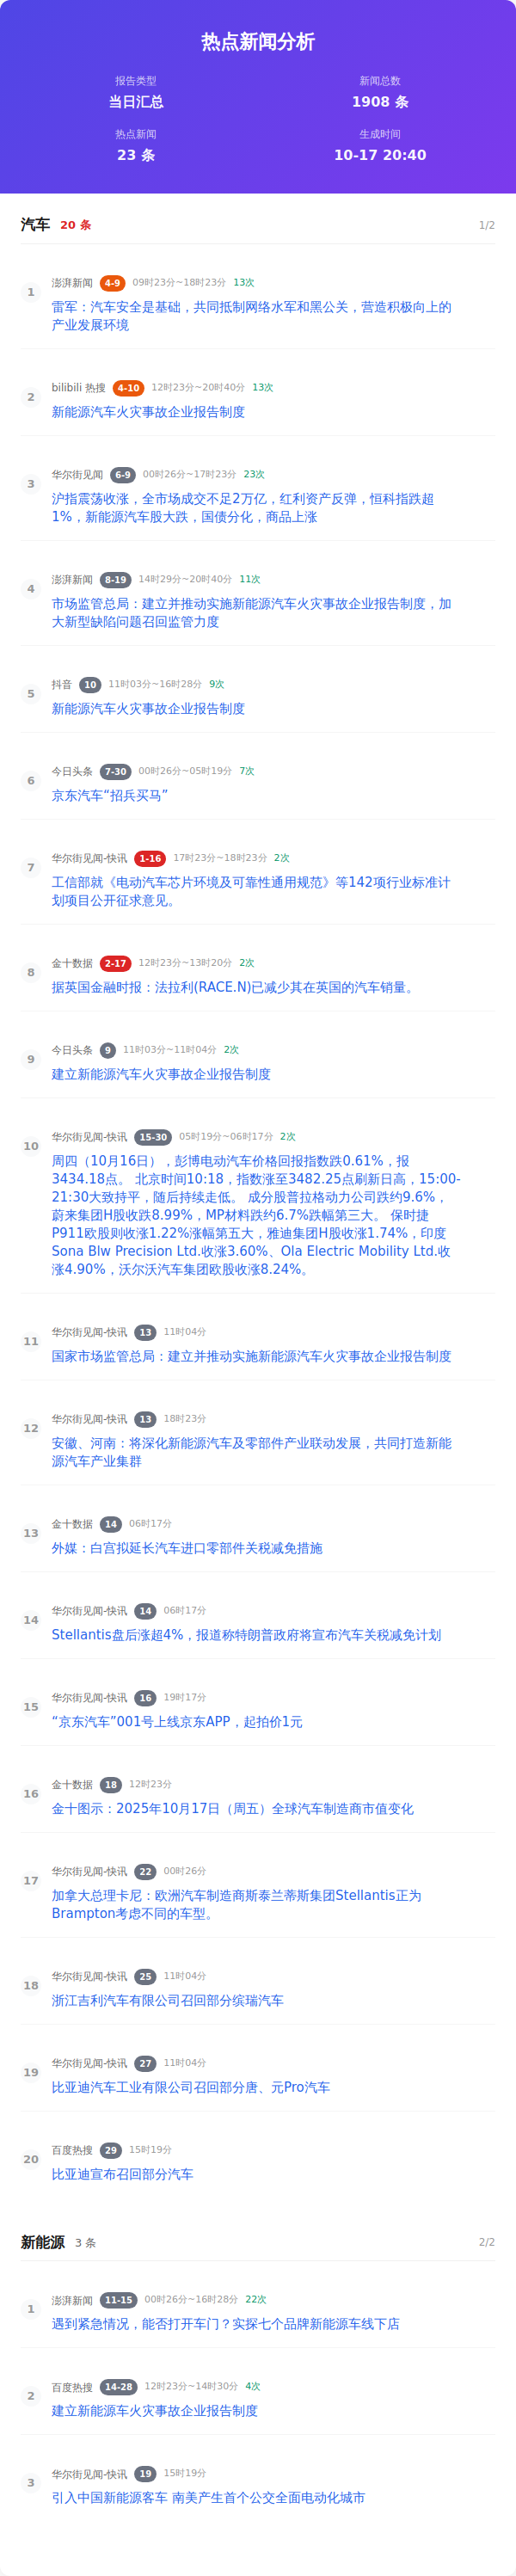 热点新闻分析
报告类型
当日汇总
新闻总数
1908 条
热点新闻
23 条
生成时间
10-17 20:40
汽车 20 条 1/2
1
澎湃新闻 4-9 09时23分~18时23分 13次
雷军：汽车安全是基础，共同抵制网络水军和黑公关，营造积极向上的
产业发展环境
2
bilibili 热搜 4-10 12时23分~20时40分 13次
新能源汽车火灾事故企业报告制度
3
华尔街见闻 6-9 00时26分~17时23分 23次
沪指震荡收涨，全市场成交不足2万亿，红利资产反弹，恒科指跌超
1%，新能源汽车股大跌，国债分化，商品上涨
4
澎湃新闻 8-19 14时29分~20时40分 11次
市场监管总局：建立并推动实施新能源汽车火灾事故企业报告制度，加
大新型缺陷问题召回监管力度
5
抖音 10 11时03分~16时28分 9次
新能源汽车火灾事故企业报告制度
6
今日头条 7-30 00时26分~05时19分 7次
京东汽车“招兵买马”
7
华尔街见闻-快讯 1-16 17时23分~18时23分 2次
工信部就《电动汽车芯片环境及可靠性通用规范》等142项行业标准计
划项目公开征求意见。
8
金十数据 2-17 12时23分~13时20分 2次
据英国金融时报：法拉利(RACE.N)已减少其在英国的汽车销量。
9
今日头条 9 11时03分~11时04分 2次
建立新能源汽车火灾事故企业报告制度
10
华尔街见闻-快讯 15-30 05时19分~06时17分 2次
周四（10月16日），彭博电动汽车价格回报指数跌0.61%，报
3434.18点。 北京时间10:18，指数涨至3482.25点刷新日高，15:00-
21:30大致持平，随后持续走低。 成分股普拉格动力公司跌约9.6%，
蔚来集团H股收跌8.99%，MP材料跌约6.7%跌幅第三大。 保时捷
P911欧股则收涨1.22%涨幅第五大，雅迪集团H股收涨1.74%，印度
Sona Blw Precision Ltd.收涨3.60%、Ola Electric Mobility Ltd.收
涨4.90%，沃尔沃汽车集团欧股收涨8.24%。
11
华尔街见闻-快讯 13 11时04分
国家市场监管总局：建立并推动实施新能源汽车火灾事故企业报告制度
12
华尔街见闻-快讯 13 18时23分
安徽、河南：将深化新能源汽车及零部件产业联动发展，共同打造新能
源汽车产业集群
13
金十数据 14 06时17分
外媒：白宫拟延长汽车进口零部件关税减免措施
14
华尔街见闻-快讯 14 06时17分
Stellantis盘后涨超4%，报道称特朗普政府将宣布汽车关税减免计划
15
华尔街见闻-快讯 16 19时17分
“京东汽车”001号上线京东APP，起拍价1元
16
金十数据 18 12时23分
金十图示：2025年10月17日（周五）全球汽车制造商市值变化
17
华尔街见闻-快讯 22 00时26分
加拿大总理卡尼：欧洲汽车制造商斯泰兰蒂斯集团Stellantis正为
Brampton考虑不同的车型。
18
华尔街见闻-快讯 25 11时04分
浙江吉利汽车有限公司召回部分缤瑞汽车
19
华尔街见闻-快讯 27 11时04分
比亚迪汽车工业有限公司召回部分唐、元Pro汽车
20
百度热搜 29 15时19分
比亚迪宣布召回部分汽车
新能源 3 条 2/2
1
澎湃新闻 11-15 00时26分~16时28分 22次
遇到紧急情况，能否打开车门？实探七个品牌新能源车线下店
2
百度热搜 14-28 12时23分~14时30分 4次
建立新能源车火灾事故企业报告制度
3
华尔街见闻-快讯 19 15时19分
引入中国新能源客车 南美产生首个公交全面电动化城市